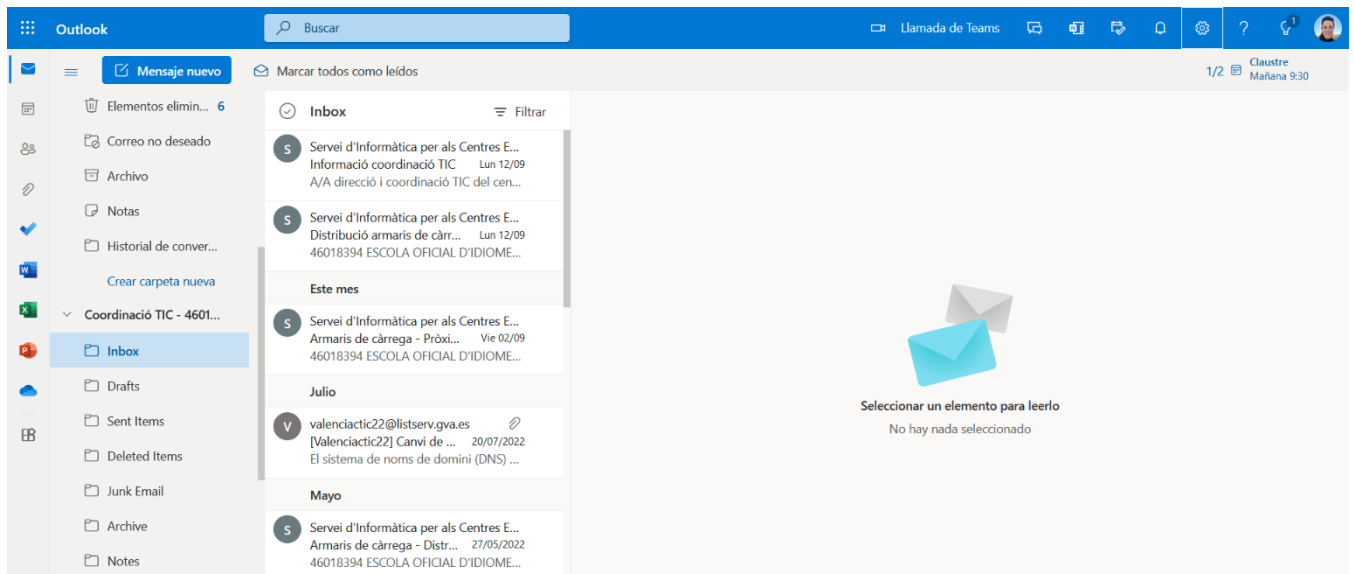 Outlook
Buscar
Llamada de Teams
1
Mensaje nuevo
Marcar todos como leídos
1/2
Claustre
Mañana 9:30
Elementos elimin... 6
Correo no deseado
Archivo
Notas
Historial de conver...
Crear carpeta nueva
Coordinació TIC - 4601...
Inbox
Drafts
Sent Items
Deleted Items
Junk Email
Archive
Notes
Inbox
Filtrar
S
Servei d'Informàtica per als Centres E...
Informació coordinació TIC Lun 12/09
A/A direcció i coordinació TIC del cen...
S
Servei d'Informàtica per als Centres E...
Distribució armaris de càrr... Lun 12/09
46018394 ESCOLA OFICIAL D'IDIOME...
Este mes
S
Servei d'Informàtica per als Centres E...
Armaris de càrrega - Pròxi... Vie 02/09
46018394 ESCOLA OFICIAL D'IDIOME...
Julio
V
valenciactic22@listserv.gva.es
[Valenciactic22] Canvi de ... 20/07/2022
El sistema de noms de domini (DNS) ...
Mayo
S
Servei d'Informàtica per als Centres E...
Armaris de càrrega - Distr... 27/05/2022
46018394 ESCOLA OFICIAL D'IDIOME...
Seleccionar un elemento para leerlo
No hay nada seleccionado